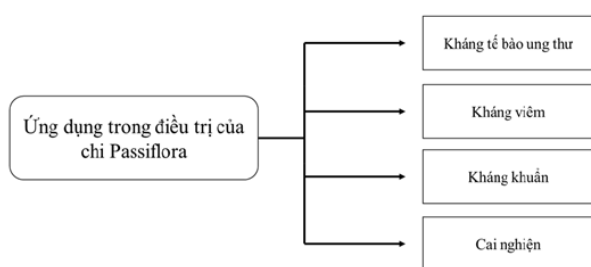 Ứng dụng trong điều trị của
chi Passiflora
Kháng tế bào ung thư
Kháng viêm
Kháng khuẩn
Cai nghiện